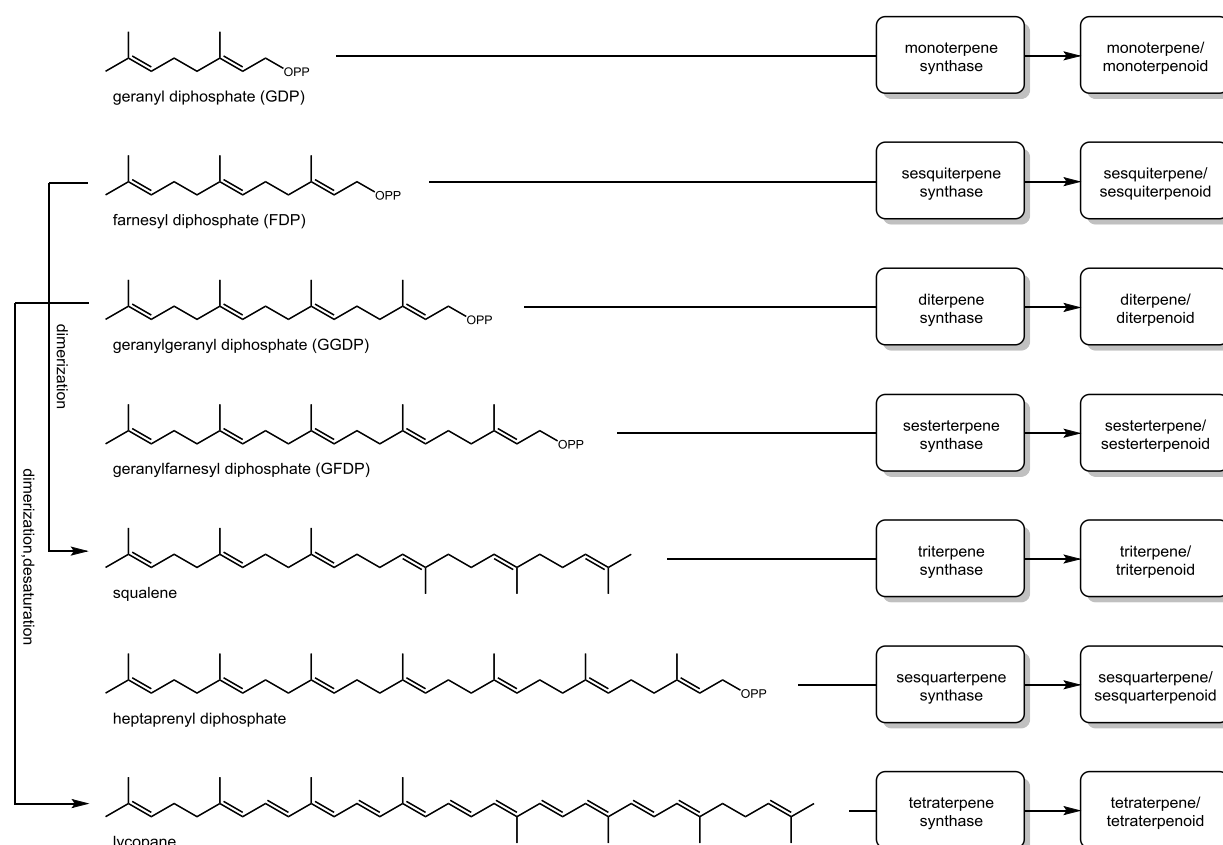 OPP
geranyl diphosphate (GDP)
monoterpene
synthase
monoterpene/
monoterpenoid
OPP
farnesyl diphosphate (FDP)
sesquiterpene
synthase
sesquiterpene/
sesquiterpenoid
OPP
geranylgeranyl diphosphate (GGDP)
diterpene
synthase
diterpene/
diterpenoid
dimerization
OPP
geranylfarnesyl diphosphate (GFDP)
sesterterpene
synthase
sesterterpene/
sesterterpenoid
dimerization,desaturation
squalene
triterpene
synthase
triterpene/
triterpenoid
OPP
heptaprenyl diphosphate
sesquarterpene
synthase
sesquarterpene/
sesquarterpenoid
lycopane
tetraterpene
synthase
tetraterpene/
tetraterpenoid